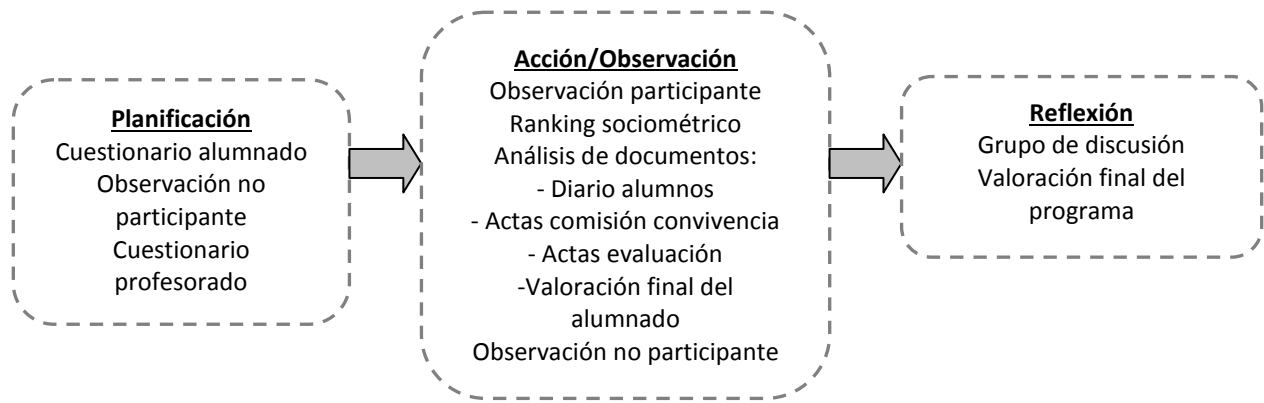 Planificación
Cuestionario alumnado
Observación no
participante
Cuestionario
profesorado
Acción/Observación
Observación participante
Ranking sociométrico
Análisis de documentos:
- Diario alumnos
- Actas comisión convivencia
- Actas evaluación
-Valoración final del
alumnado
Observación no participante
Reflexión
Grupo de discusión
Valoración final del
programa